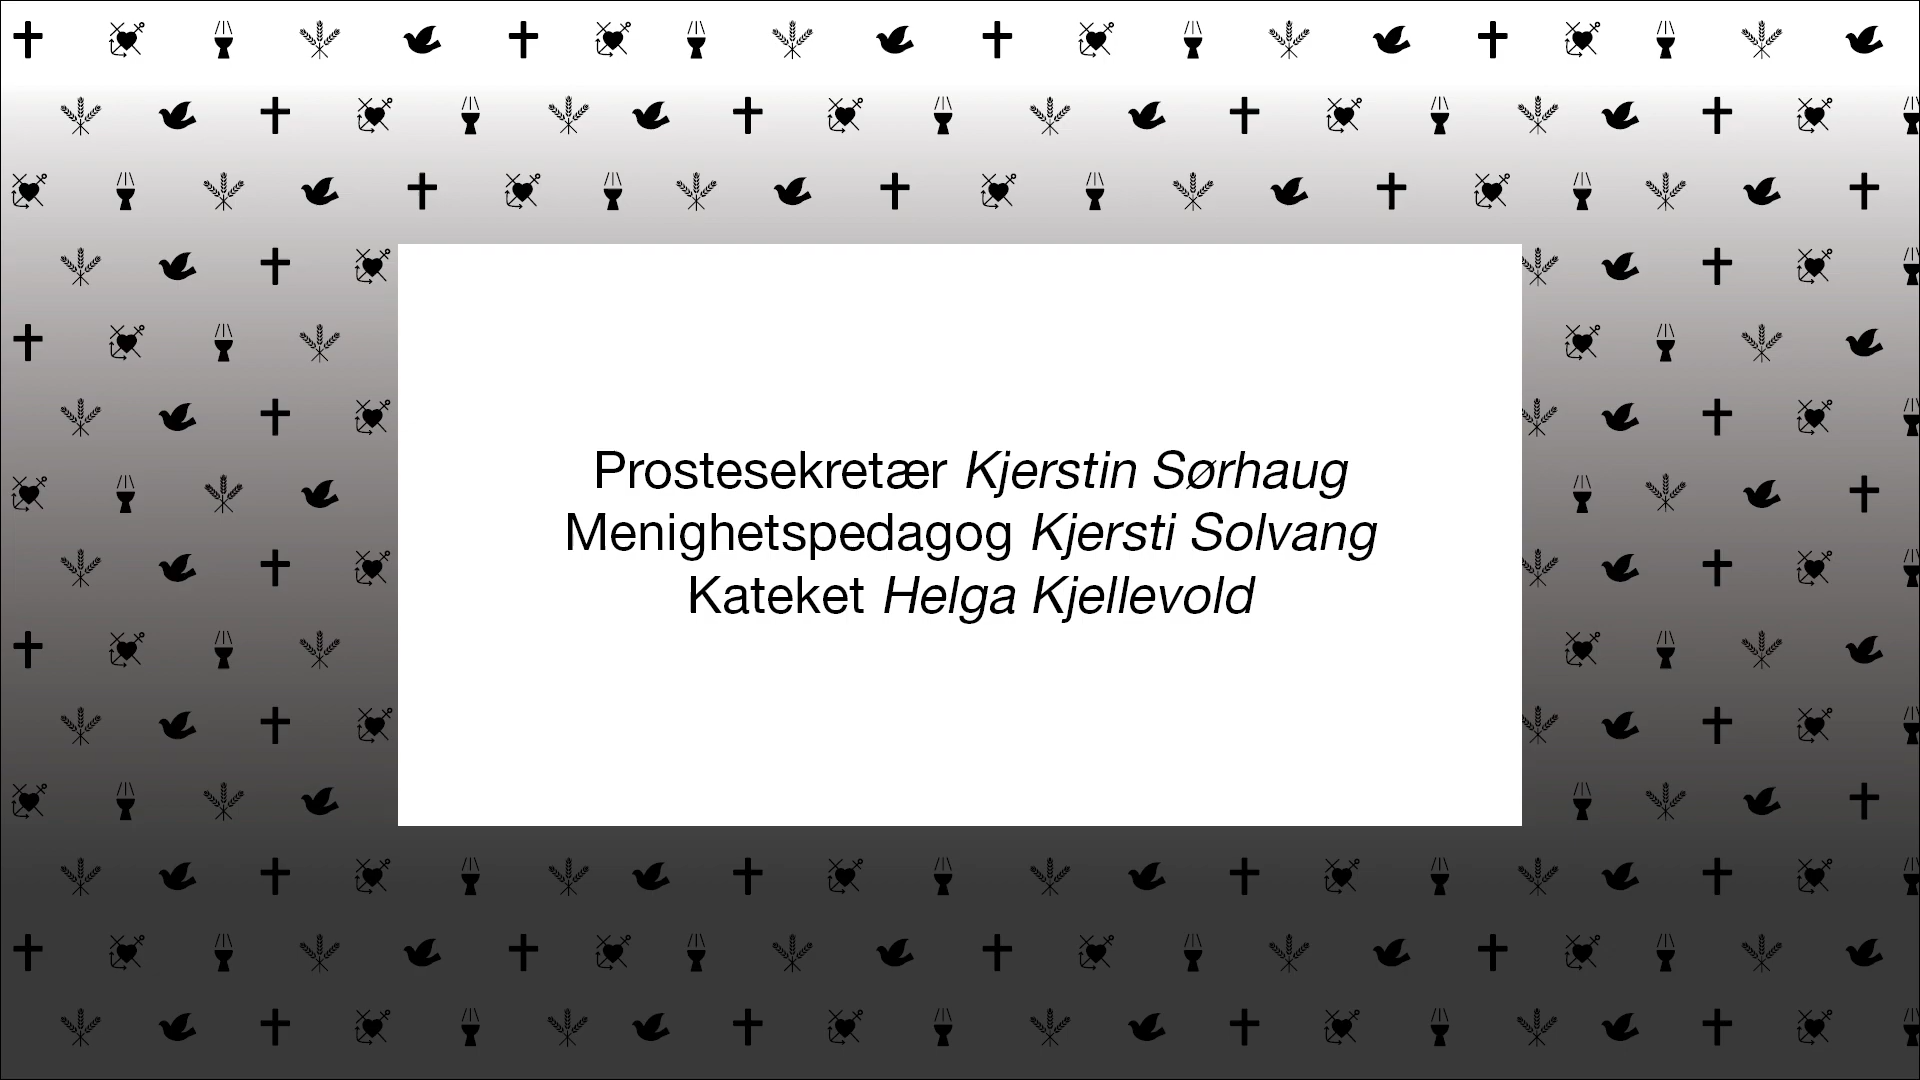 Prostesekretær Kjerstin Sørhaug
Menighetspedagog Kjersti Solvang
Kateket Helga Kjellevold